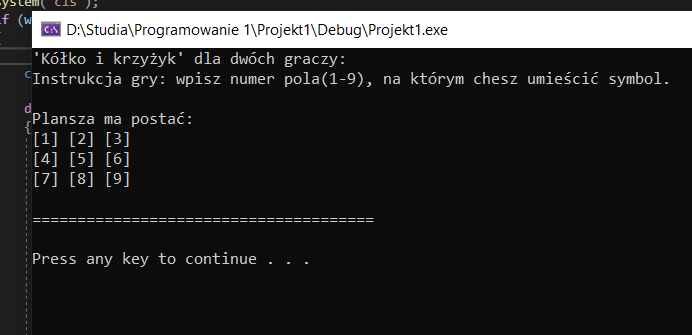 ystem("cls");
if (w
D:\Studia\Programowanie 1\Projekt1\Debug\Projekt1.exe
'Kółko i krzyżyk' dla dwóch graczy:
Instrukcja gry: wpisz numer pola(1-9), na którym chesz umieścić symbol.
c
d
{
Plansza ma postać:
[1] [2] [3]
[4] [5] [6]
[7] [8] [9]
======================================
Press any key to continue . . .